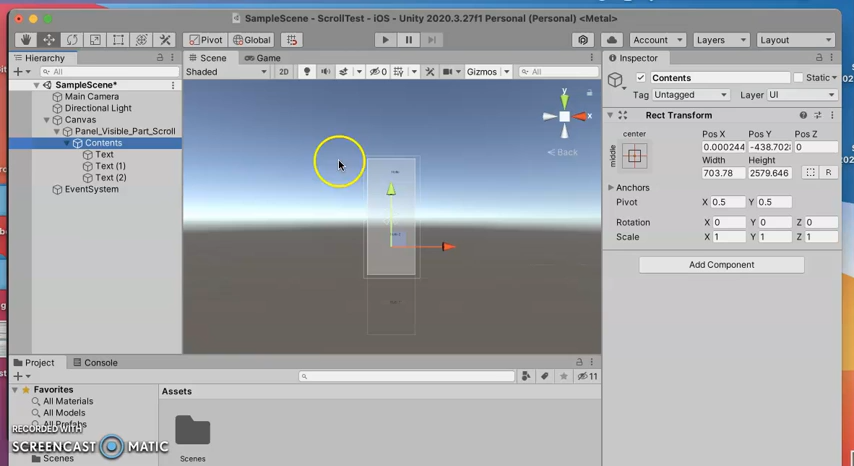 SampleScene - ScrollTest - iOS - Unity 2020.3.27f1 Personal (Personal) <Metal>
Pivot Global Account Layers Layout
Hierarchy
All
SampleScene*
Main Camera
Directional Light
Canvas
Panel_Visible_Part_Scroll
Contents
Text
Text (1)
Text (2)
EventSystem
Scene Game
Shaded 2D 0 Gizmos All
y
x
Back
Inspector
Contents Static
Tag Untagged Layer UI
Rect Transform
center Pos X Pos Y Pos Z
middle 0.000244 -438.702 0
Width Height
703.78 2579.646 R
Anchors
Pivot X 0.5 Y 0.5
Rotation X 0 Y 0 Z 0
Scale X 1 Y 1 Z 1
Add Component
Project Console
11
Favorites
All Materials
All Models
All Prefabs
Scenes
Assets
Scenes
RECORDED WITH
SCREENCAST MATIC